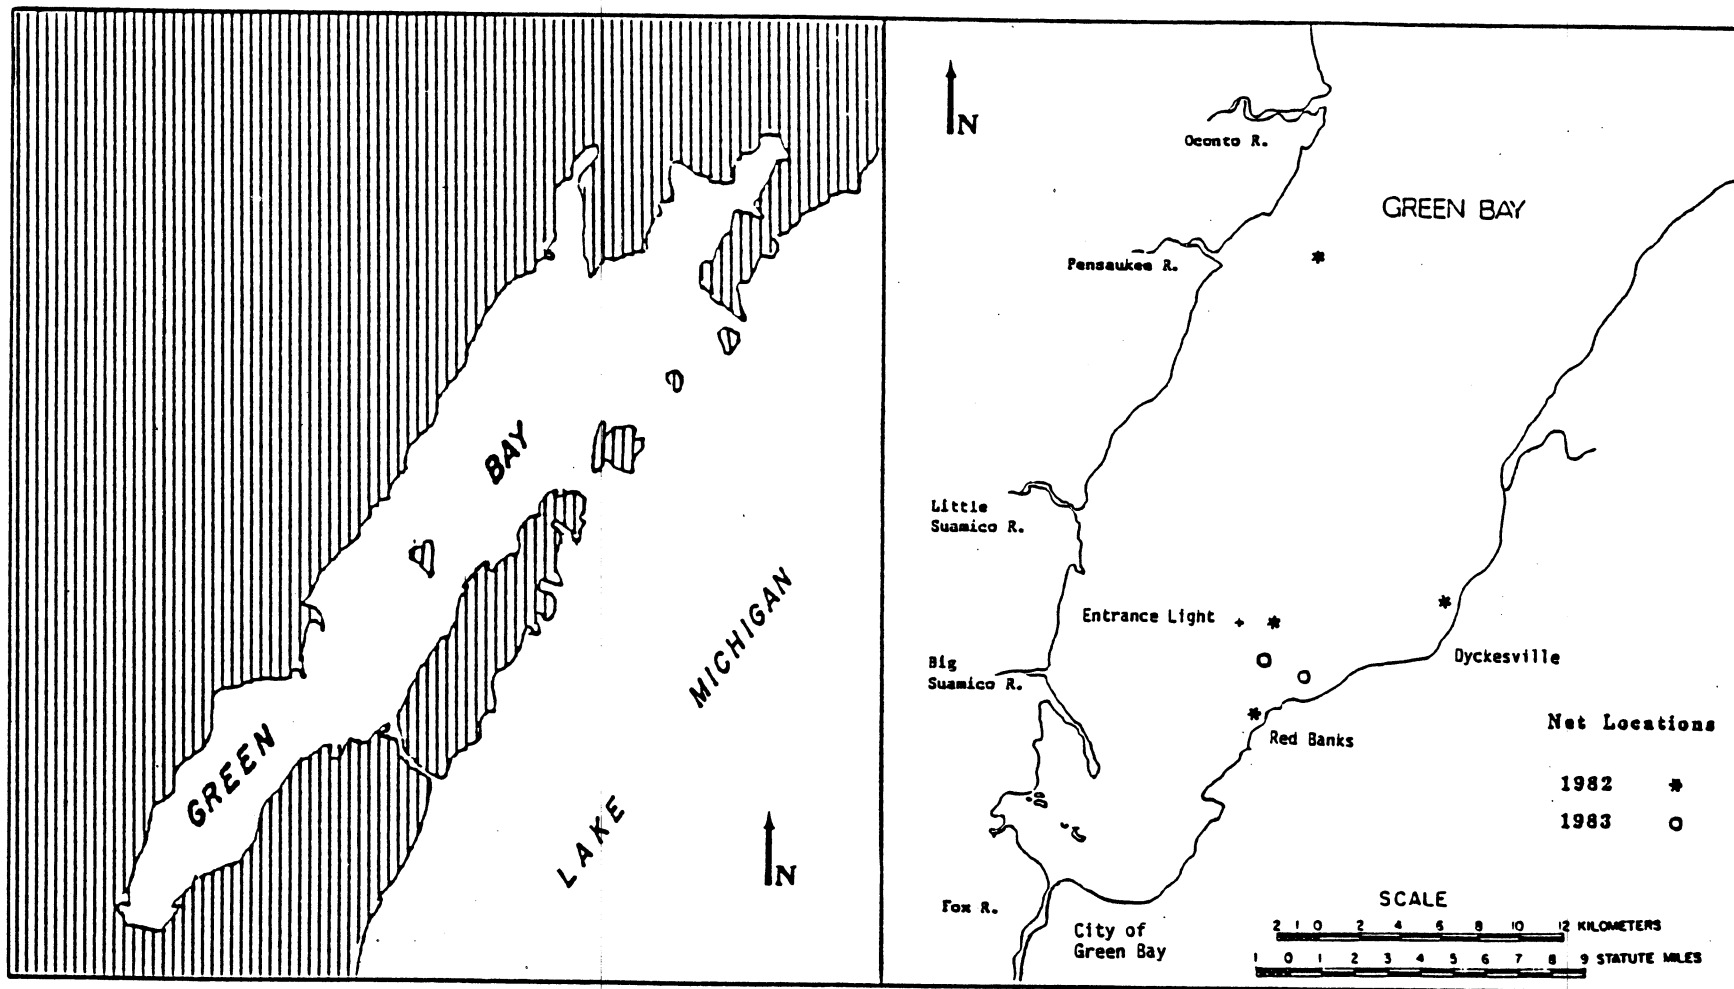 GREEN
BAY
LAKE
MICHIGAN
N
N
Oconto R.
GREEN BAY
Pensaukee R.
Little
Suamico R.
Entrance Light
Big
Suamico R.
Dyckesville
Red Banks
Net Locations
1982 *
1983 o
Fox R.
City of
Green Bay
SCALE
2 1 0 2 4 6 8 10 12 KILOMETERS
1 0 1 2 3 4 5 6 7 8 9 STATUTE MILES